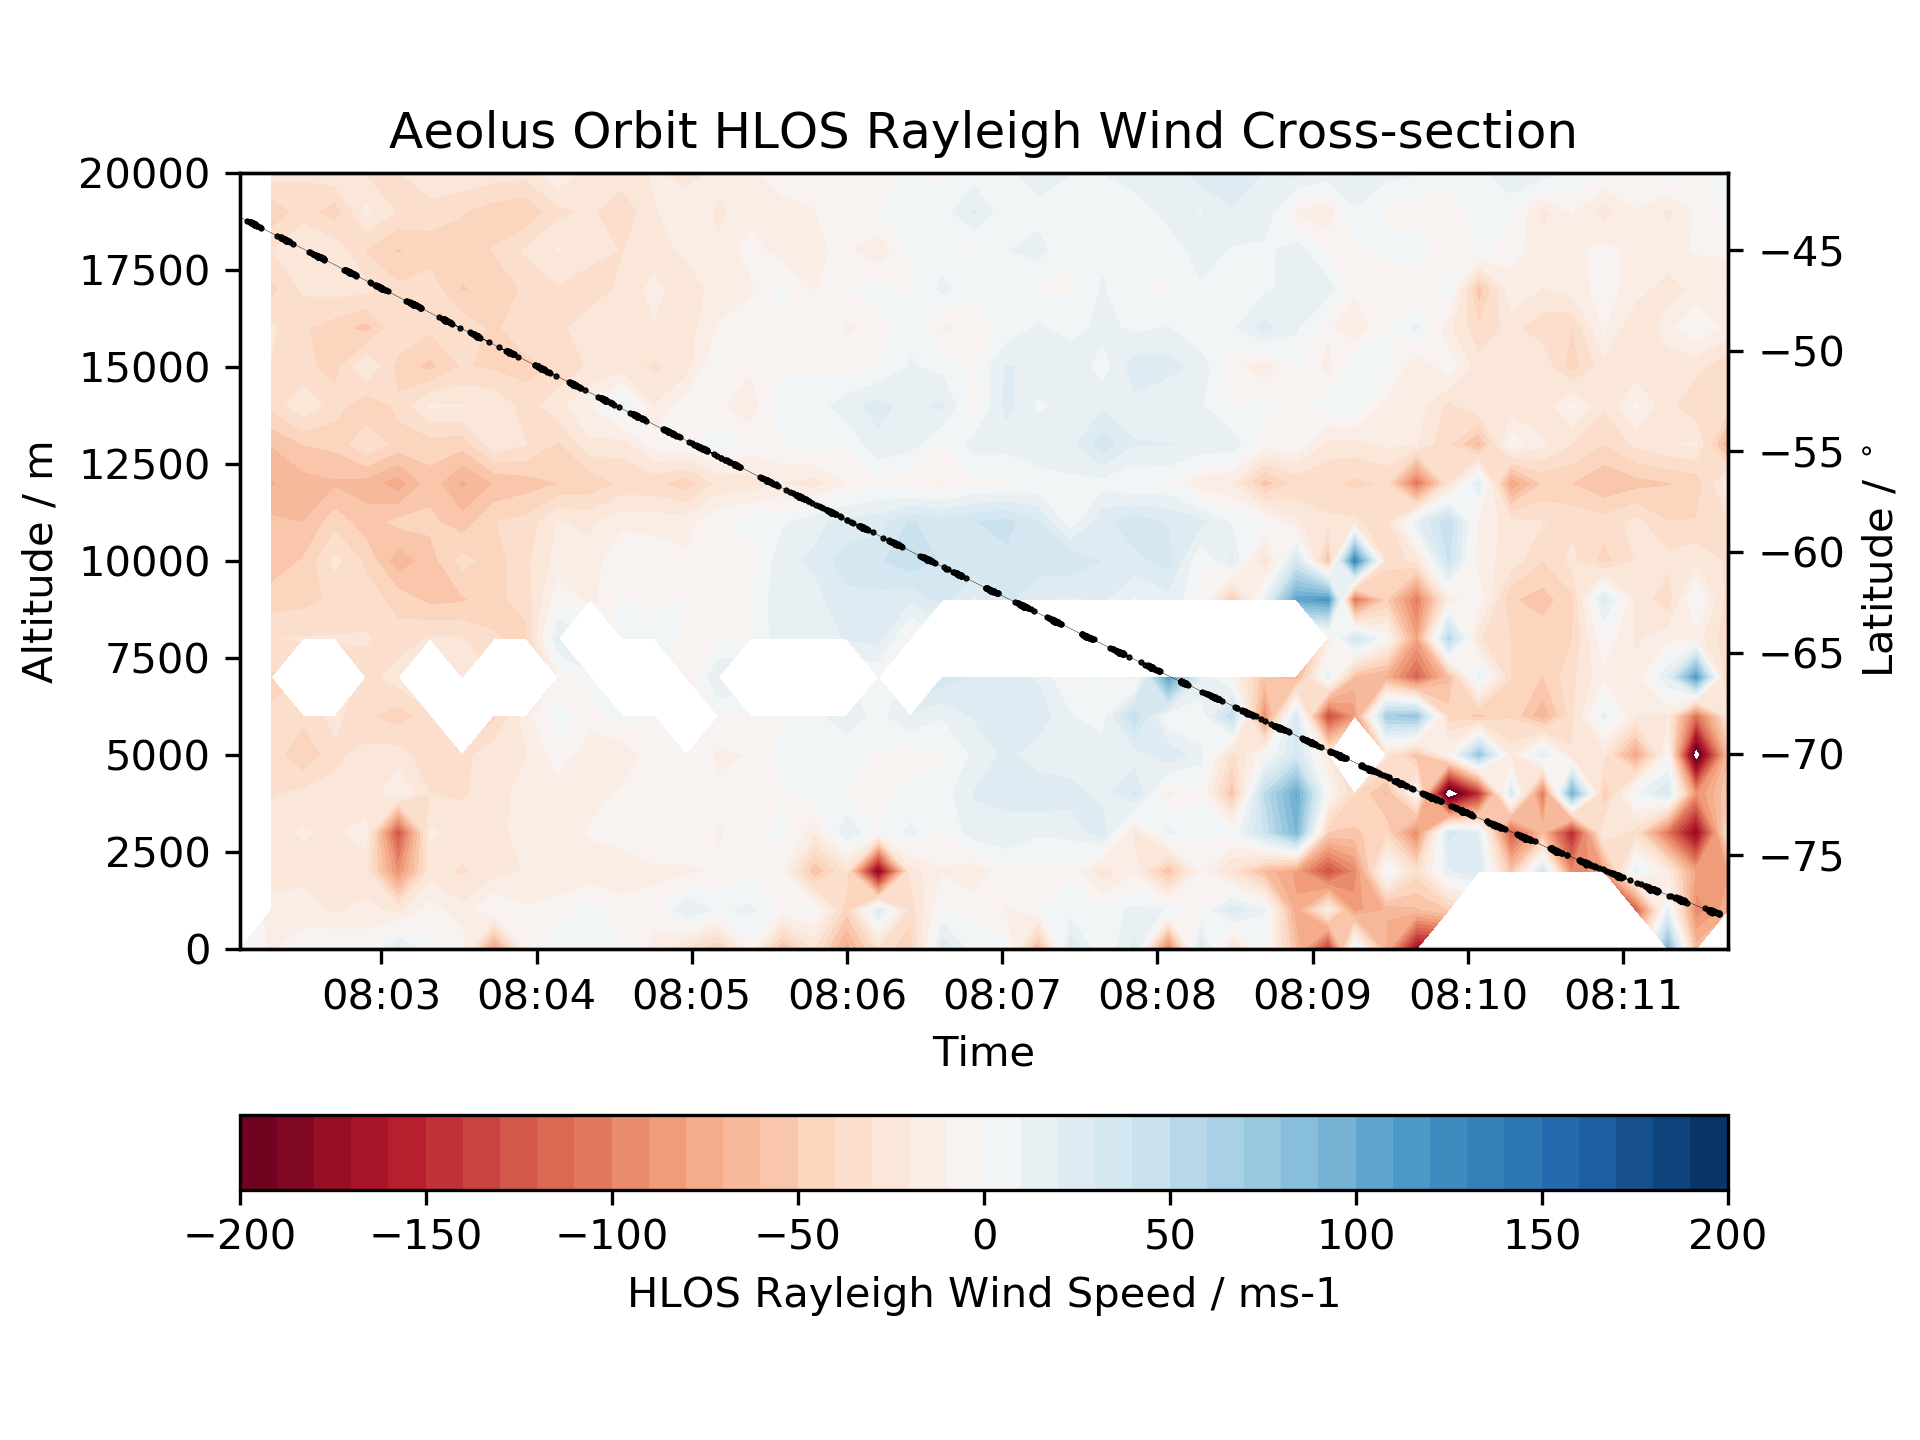 Aeolus Orbit HLOS Rayleigh Wind Cross-section
20000
17500
15000
12500
10000
7500
5000
2500
0
Altitude / m
−45
−50
−55
−60
−65
−70
−75
Latitude / °
08:03 08:04 08:05 08:06 08:07 08:08 08:09 08:10 08:11
Time
−200 −150 −100 −50 0 50 100 150 200
HLOS Rayleigh Wind Speed / ms-1